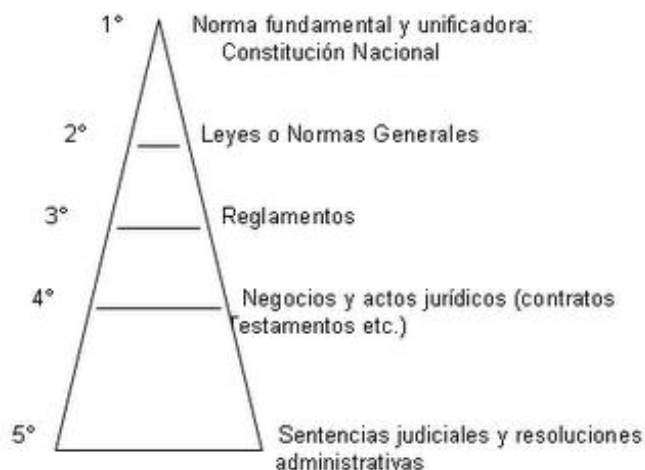 1° Norma fundamental y unificadora:
Constitución Nacional
2° Leyes o Normas Generales
3° Reglamentos
4° Negocios y actos jurídicos (contratos
Testamentos etc.)
5° Sentencias judiciales y resoluciones
administrativas